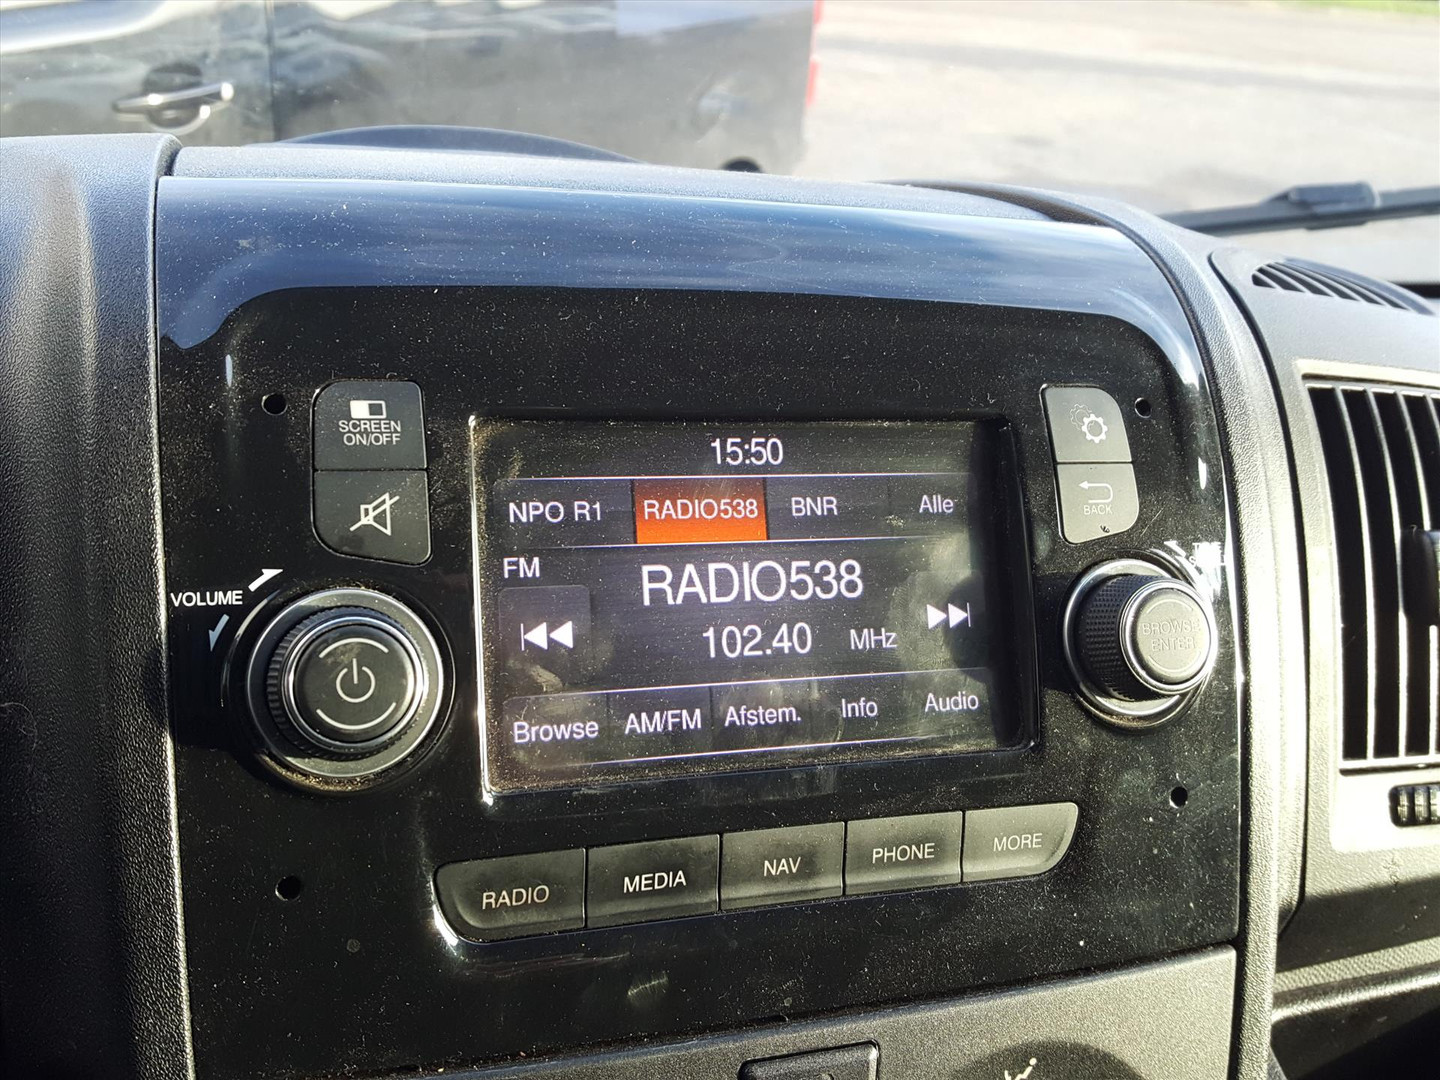 SCREEN
ON/OFF
15:50
NPO R1 RADIO538 BNR Alle
BACK
FM
RADIO538
VOLUME
102.40 MHz
BROWSE
ENTER
Browse AM/FM Afstem. Info Audio
RADIO MEDIA NAV PHONE MORE